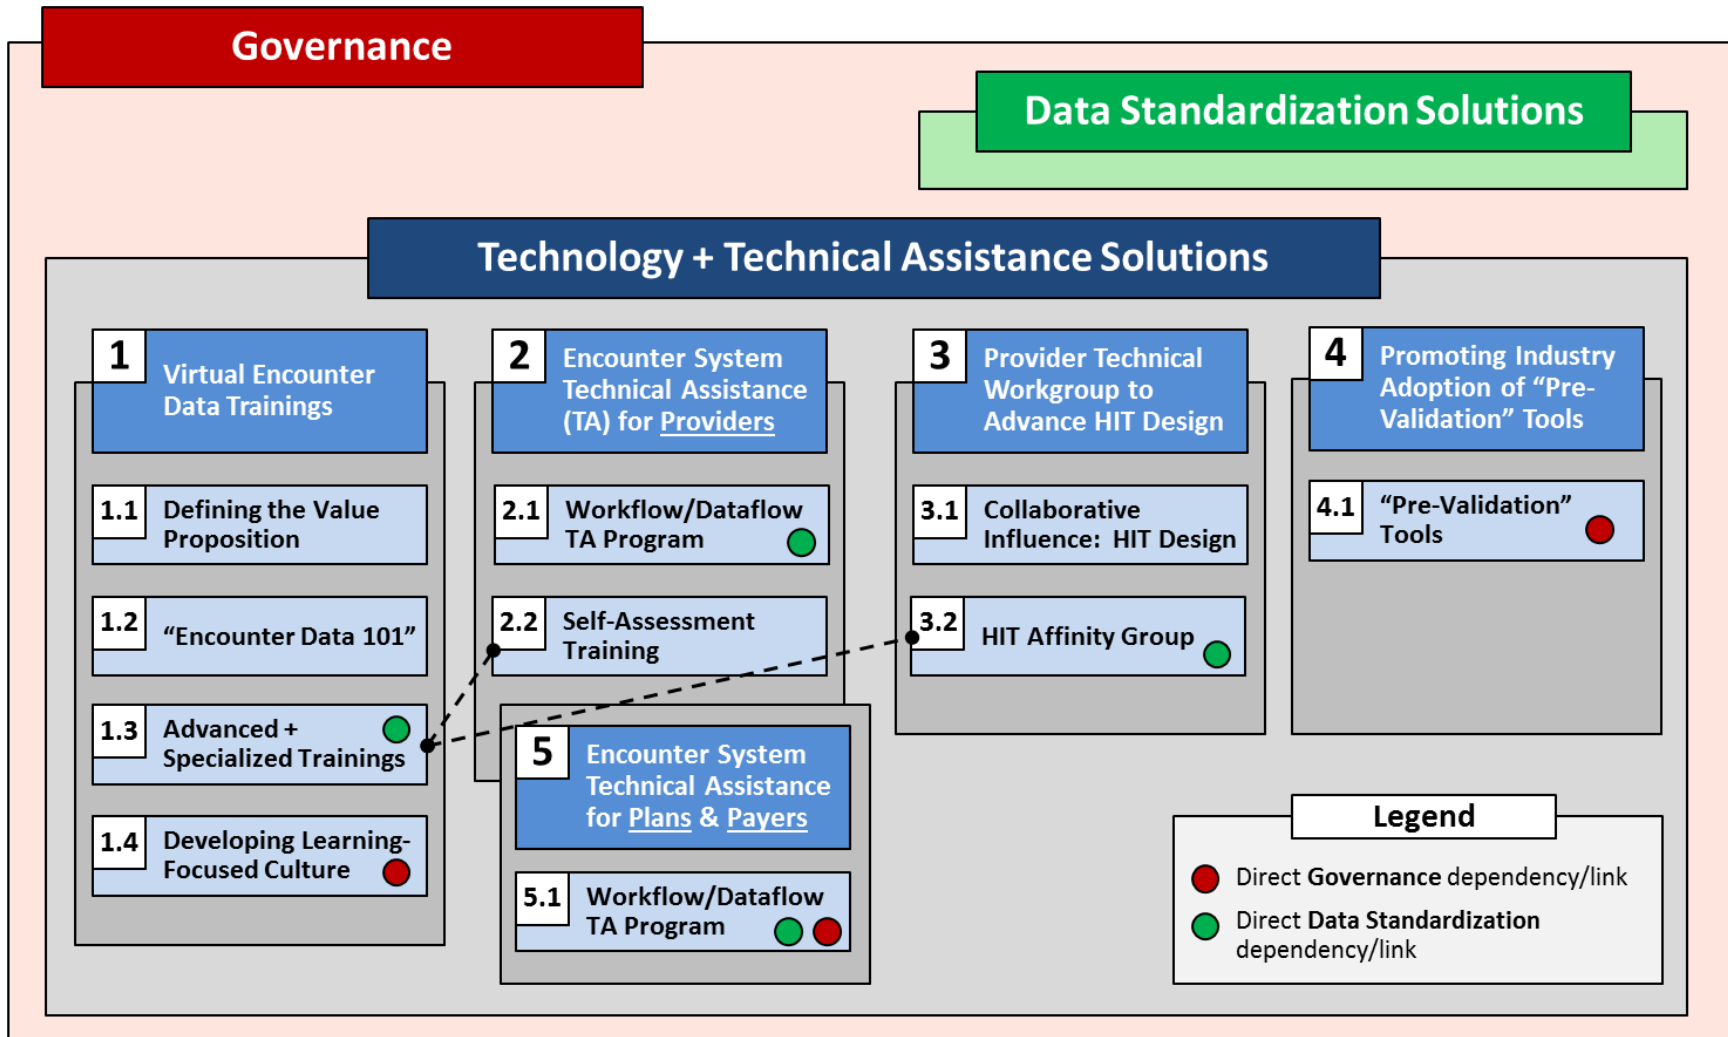 Governance
Data Standardization Solutions
Technology + Technical Assistance Solutions
1
Virtual Encounter
Data Trainings
1.1
Defining the Value
Proposition
1.2
“Encounter Data 101”
1.3
Advanced +
Specialized Trainings
1.4
Developing Learning-
Focused Culture
2
Encounter System
Technical Assistance
(TA) for Providers
2.1
Workflow/Dataflow
TA Program
2.2
Self-Assessment
Training
5
Encounter System
Technical Assistance
for Plans & Payers
5.1
Workflow/Dataflow
TA Program
3
Provider Technical
Workgroup to
Advance HIT Design
3.1
Collaborative
Influence: HIT Design
3.2
HIT Affinity Group
4
Promoting Industry
Adoption of “Pre-
Validation” Tools
4.1
“Pre-Validation”
Tools
Legend
Direct Governance dependency/link
Direct Data Standardization
dependency/link